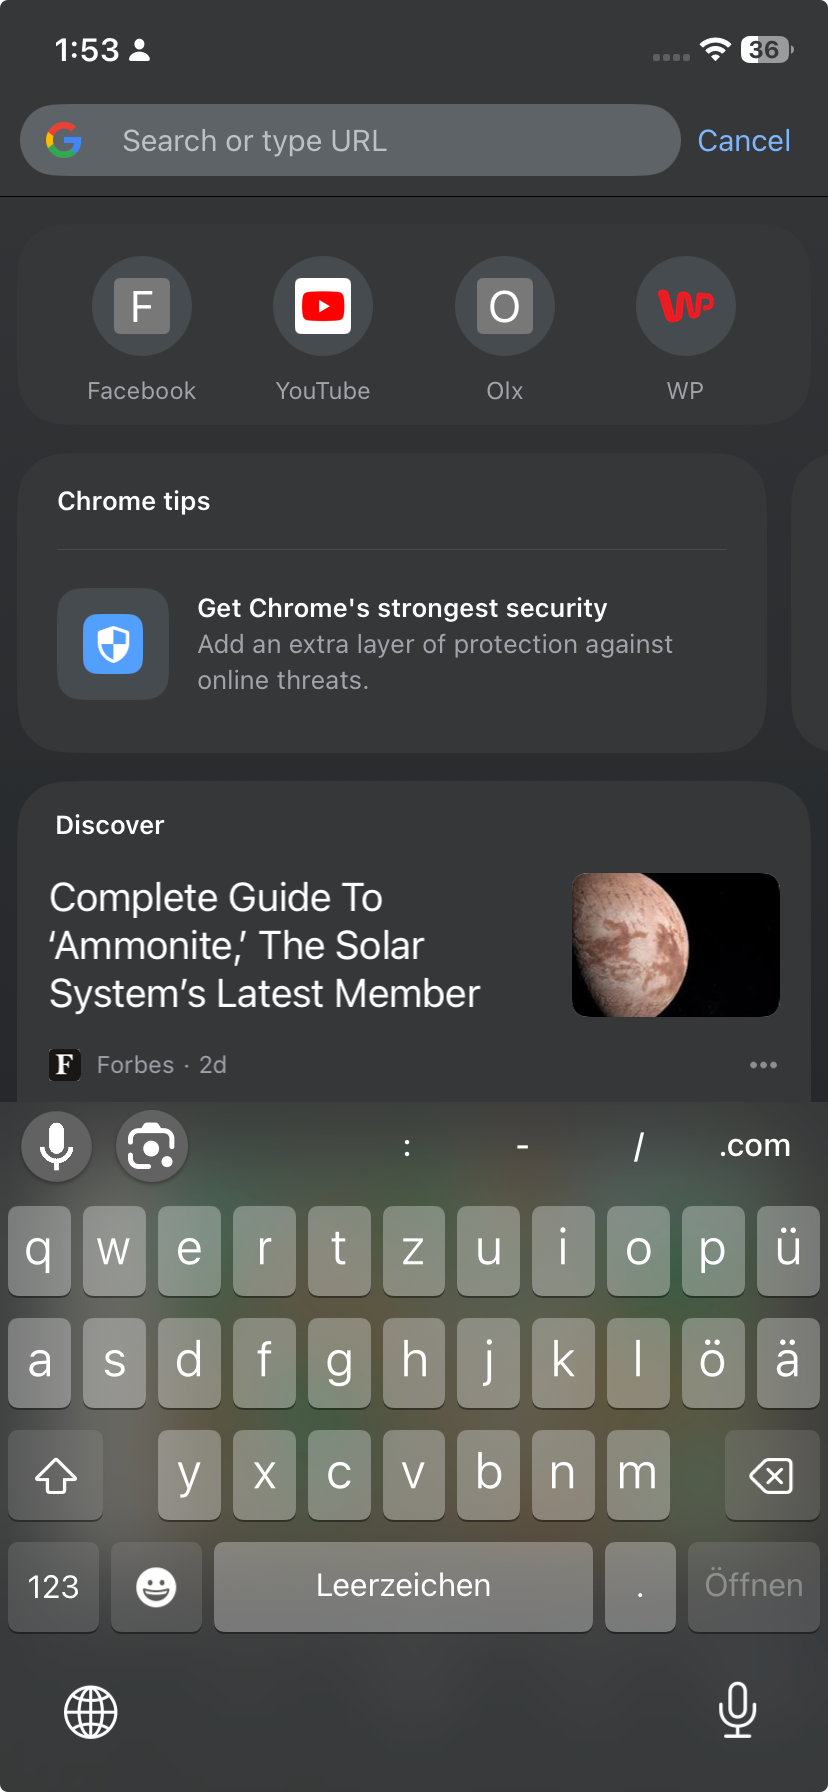 1:53
36
Search or type URL
Cancel
F
O
WP
Facebook
YouTube
Olx
WP
Chrome tips
Get Chrome's strongest security
Add an extra layer of protection against
online threats.
Discover
Complete Guide To
‘Ammonite,’ The Solar
System’s Latest Member
F Forbes · 2d
: - / .com
q w e r t z u i o p ü
a s d f g h j k l ö ä
y x c v b n m
123 Leerzeichen . Öffnen